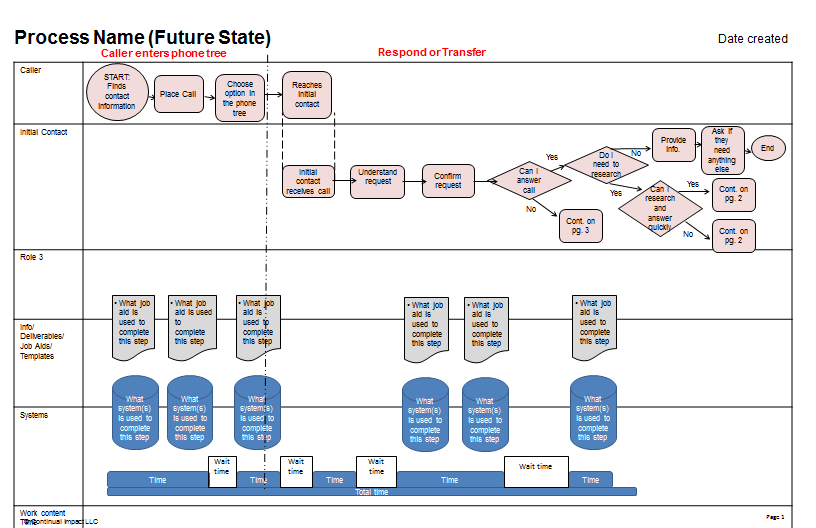 Process Name (Future State)
Date created
Caller enters phone tree
Respond or Transfer
Caller
START:
Finds
contact
information
Place Call
Choose
option in
the phone
tree
Reaches
initial
contact
Initial Contact
Initial
contact
receives call
Understand
request
Confirm
request
Can I
answer
call
Yes
No
Cont. on
pg. 3
Do I
need to
research
No
Yes
Provide
info.
Ask if
they
need
anything
else
End
Can I
research
and
answer
quickly
Yes
No
Cont. on
pg. 2
Cont. on
pg. 2
Role 3
Info/
Deliverables/
Job Aids/
Templates
• What job
aid is
used to
complete
this step
• What job
aid is used
to
complete
this step
• What job
aid is
used to
complete
this step
• What job
aid is
used to
complete
this step
• What job
aid is
used to
complete
this step
• What job
aid is
used to
complete
this step
Systems
What
system(s)
is used to
complete
this step
What
system(s)
is used to
complete
this step
What
system(s)
is used to
complete
this step
What
system(s)
is used to
complete
this step
What
system(s)
is used to
complete
this step
What
system(s)
is used to
complete
this step
Time
Wait
time
Time
Wait
time
Time
Wait
time
Time
Wait time
Time
Total time
Work content
Time
© Continual Impact LLC
Page 1